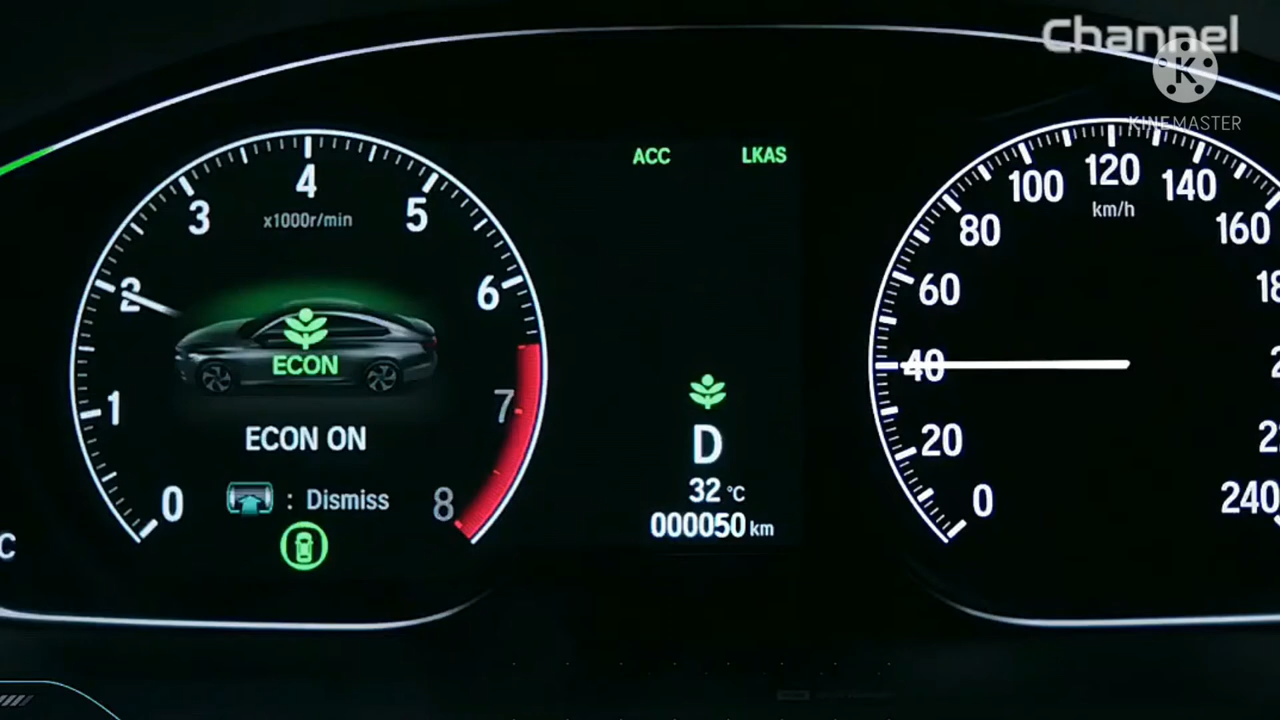 Channel
K
KINEMASTER
0
1
2
3
4
5
6
7
8
x1000r/min
ECON
ECON ON
: Dismiss
C
ACC
LKAS
D
32 °C
000050 km
0
20
40
60
80
100
120
140
160
240
km/h